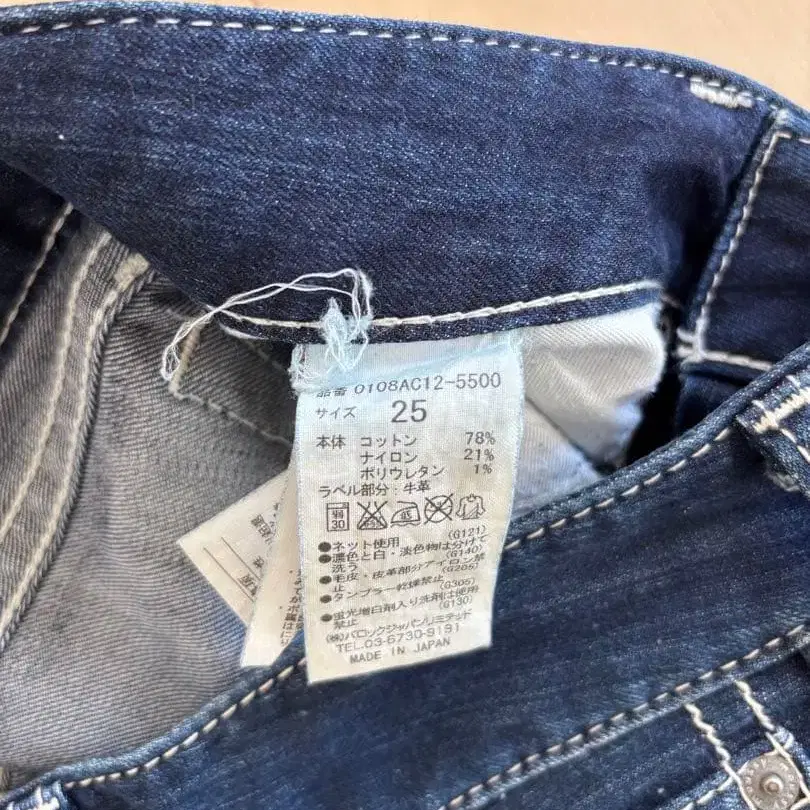 品番 0108AC12-5500
サイズ 25
本体 コットン 78%
ナイロン 21%
ポリウレタン 1%
ラベル部分：牛革
弱 30
●ネット使用 (G121)
●濃色と白・淡色物は分けて
洗う (G140)
●毛皮・皮革部分アイロン禁
止 (G205)
●タンブラー乾燥禁止 (G305)
●蛍光増白剤入り洗剤は使用
禁止 (G130)
(株)バロックジャパンリミテッド
TEL.03-6730-9191
MADE IN JAPAN